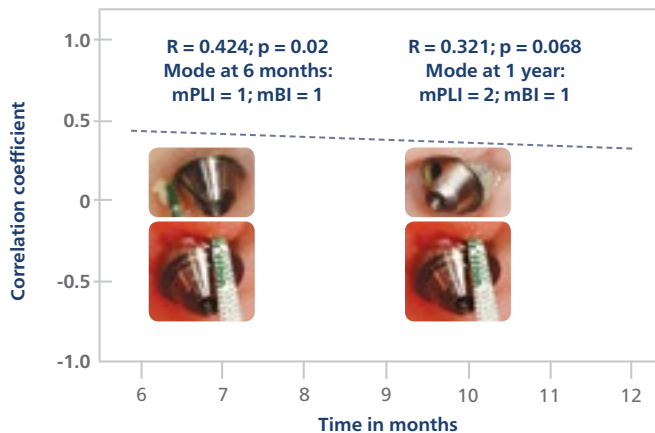 R = 0.424; p = 0.02
Mode at 6 months:
mPLI = 1; mBI = 1
R = 0.321; p = 0.068
Mode at 1 year:
mPLI = 2; mBI = 1
Correlation coefficient
1.0
0.5
0
-0.5
-1.0
6 7 8 9 10 11 12
Time in months